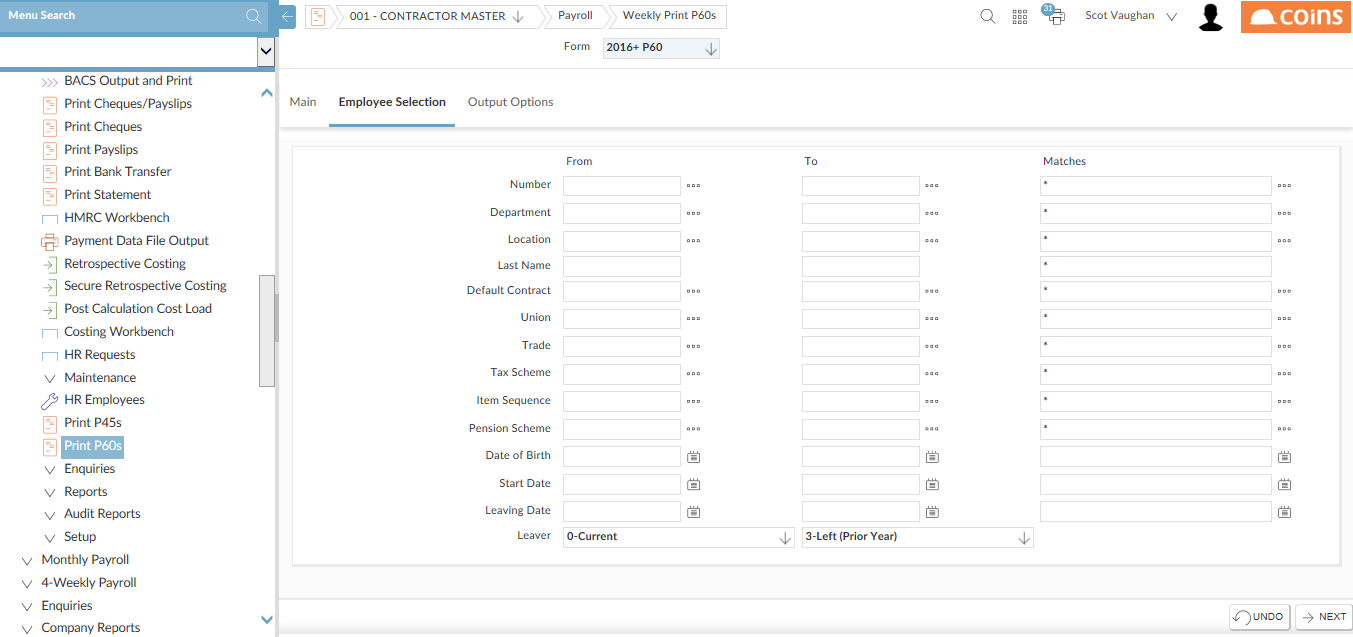 Menu Search
001 - CONTRACTOR MASTER
Payroll
Weekly Print P60s
31
Scot Vaughan
coins
Form
2016+ P60
Main
Employee Selection
Output Options
BACS Output and Print
Print Cheques/Payslips
Print Cheques
Print Payslips
Print Bank Transfer
Print Statement
HMRC Workbench
Payment Data File Output
Retrospective Costing
Secure Retrospective Costing
Post Calculation Cost Load
Costing Workbench
HR Requests
Maintenance
HR Employees
Print P45s
Print P60s
Enquiries
Reports
Audit Reports
Setup
Monthly Payroll
4-Weekly Payroll
Enquiries
Company Reports
From To Matches
Number *
Department *
Location *
Last Name *
Default Contract *
Union *
Trade *
Tax Scheme *
Item Sequence *
Pension Scheme *
Date of Birth
Start Date
Leaving Date
Leaver 0-Current 3-Left (Prior Year)
UNDO
NEXT